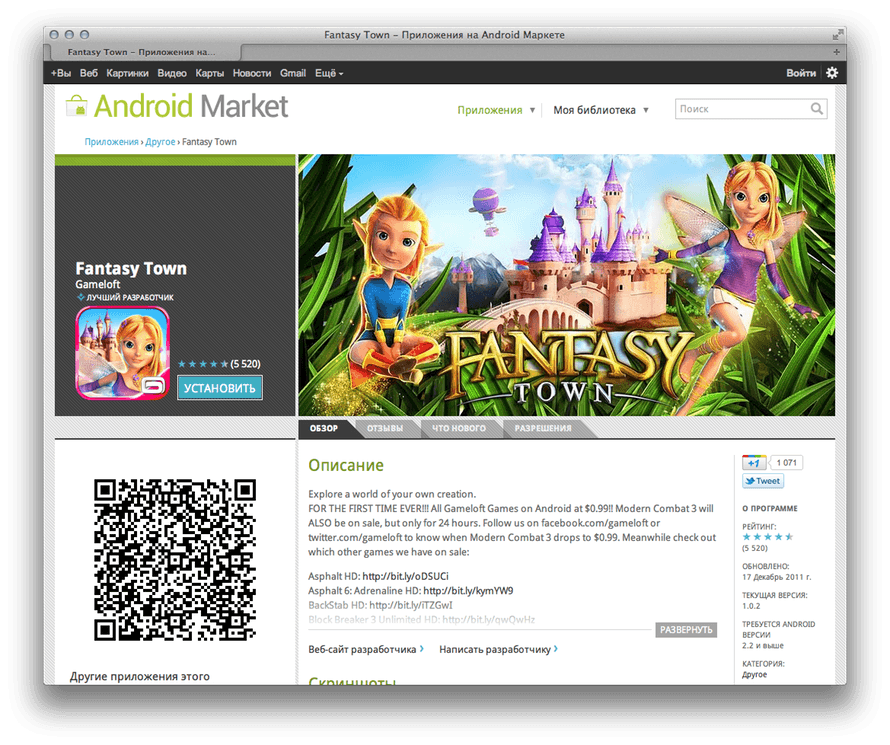 Fantasy Town – Приложения на Android Маркете
Fantasy Town – Приложения на...
+Вы Веб Картинки Видео Карты Новости Gmail Ещё
Войти
Android Market
Приложения
Моя библиотека
Поиск
Приложения › Другое › Fantasy Town
Fantasy Town
Gameloft
ЛУЧШИЙ РАЗРАБОТЧИК
(5 520)
УСТАНОВИТЬ
FANTASY
TOWN
ОБЗОР
ОТЗЫВЫ
ЧТО НОВОГО
РАЗРЕШЕНИЯ
Описание
Explore a world of your own creation.
FOR THE FIRST TIME EVER!!! All Gameloft Games on Android at $0.99!! Modern Combat 3 will
ALSO be on sale, but only for 24 hours. Follow us on facebook.com/gameloft or
twitter.com/gameloft to know when Modern Combat 3 drops to $0.99. Meanwhile check out
which other games we have on sale:
Asphalt HD: http://bit.ly/oDSUCi
Asphalt 6: Adrenaline HD: http://bit.ly/kymYW9
BackStab HD: http://bit.ly/iTZGwI
Block Breaker 3 Unlimited HD: http://bit.ly/qwQwHz
РАЗВЕРНУТЬ
Веб-сайт разработчика ›
Написать разработчику ›
Скриншоты
+1
1 071
Tweet
О ПРОГРАММЕ
РЕЙТИНГ:
(5 520)
ОБНОВЛЕНО:
17 Декабрь 2011 г.
ТЕКУЩАЯ ВЕРСИЯ:
1.0.2
ТРЕБУЕТСЯ ANDROID
ВЕРСИИ
2.2 и выше
КАТЕГОРИЯ:
Другое
Другие приложения этого